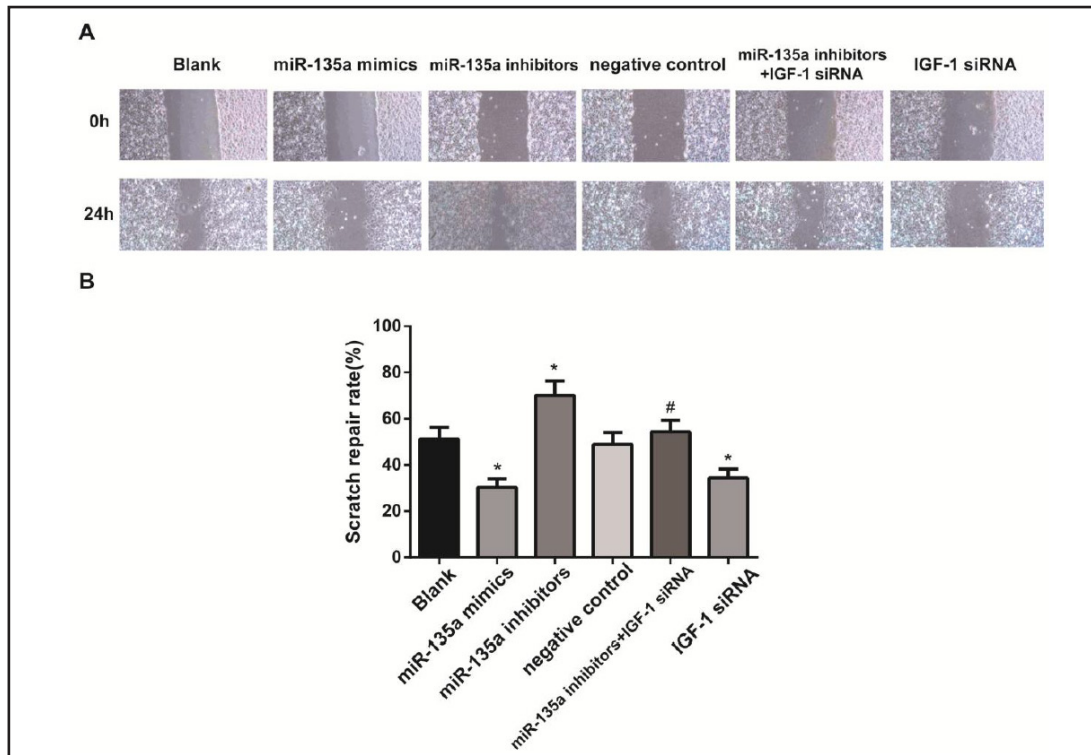 A
Blank
miR-135a mimics
miR-135a inhibitors
negative control
miR-135a inhibitors
+IGF-1 siRNA
IGF-1 siRNA
0h
24h
B
Scratch repair rate(%)
100
80
60
40
20
0
*
*
#
*
Blank
miR-135a mimics
miR-135a inhibitors
negative control
miR-135a inhibitors+IGF-1 siRNA
IGF-1 siRNA